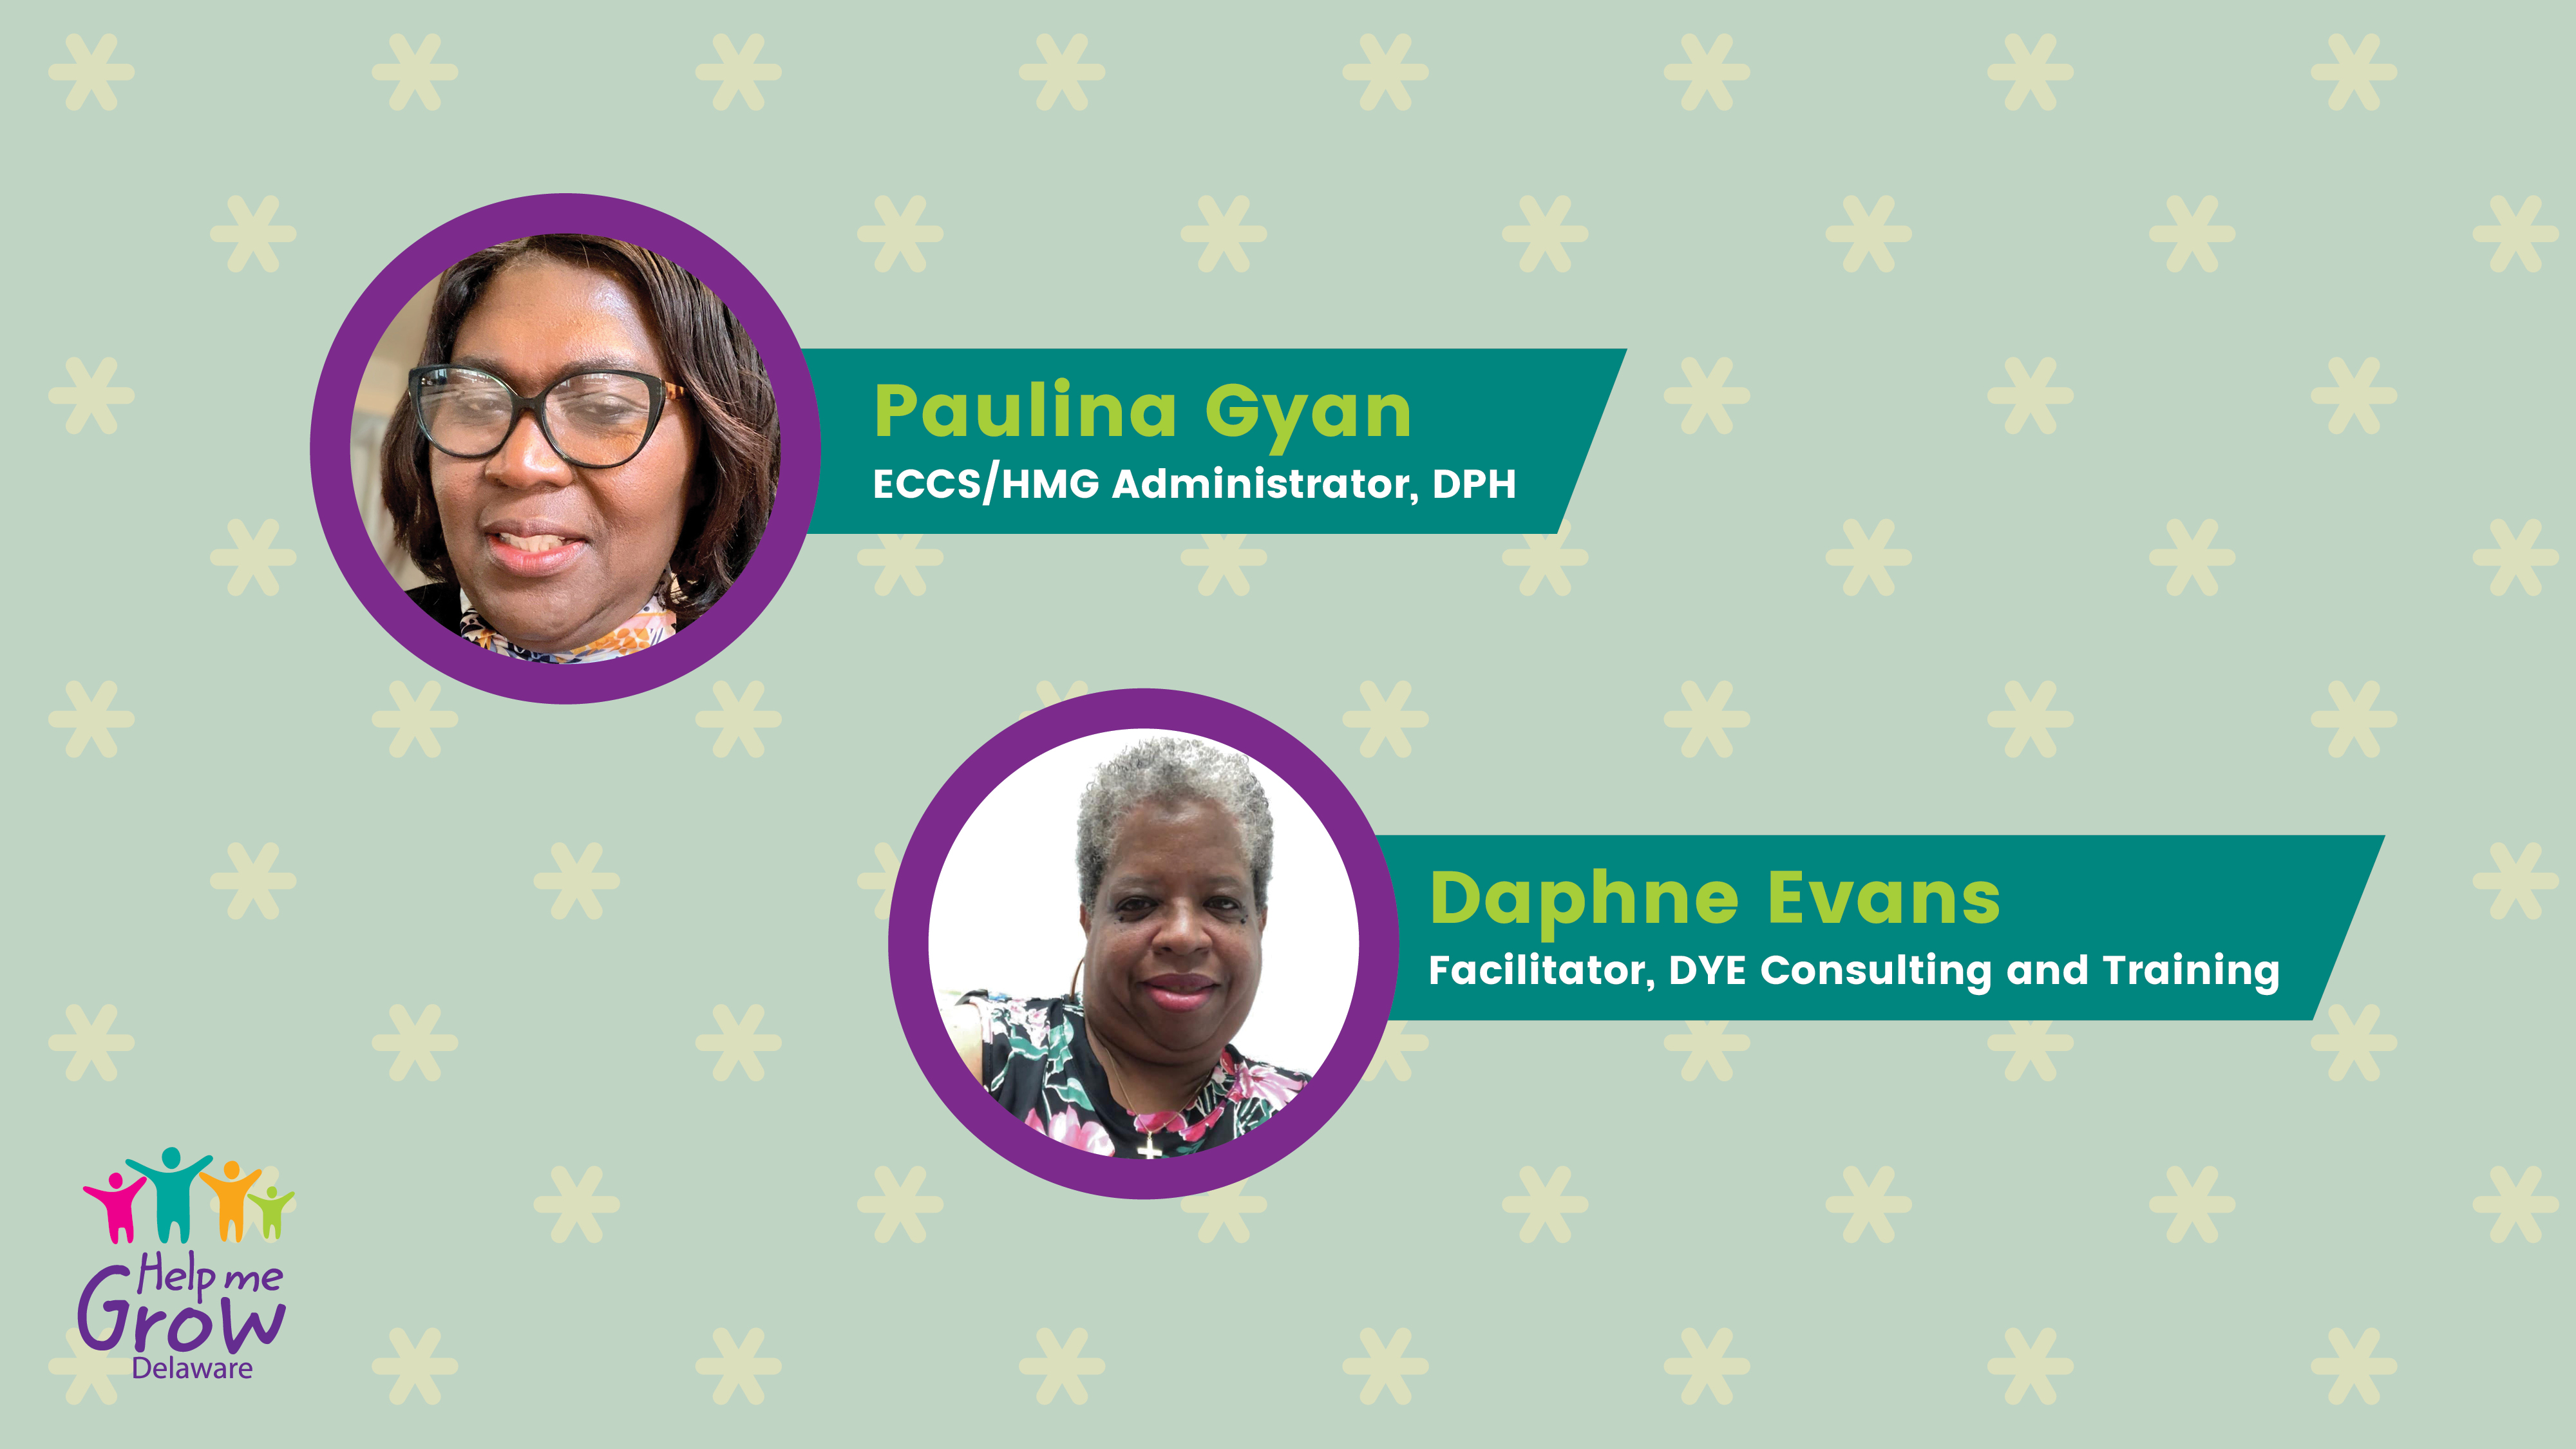 Paulina Gyan
ECCS/HMG Administrator, DPH
Daphne Evans
Facilitator, DYE Consulting and Training
Help me
Grow
Delaware